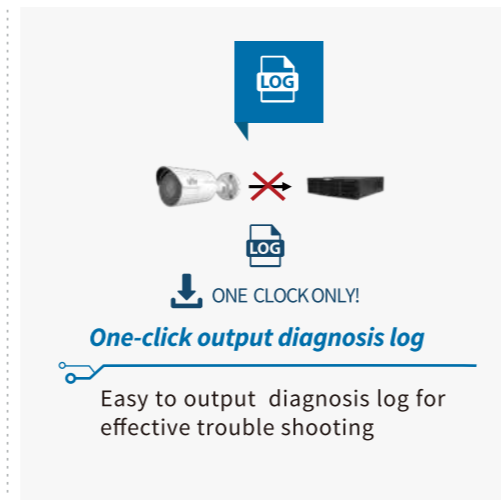 LOG
LOG
ONE CLOCK ONLY!
One-click output diagnosis log
Easy to output diagnosis log for
effective trouble shooting